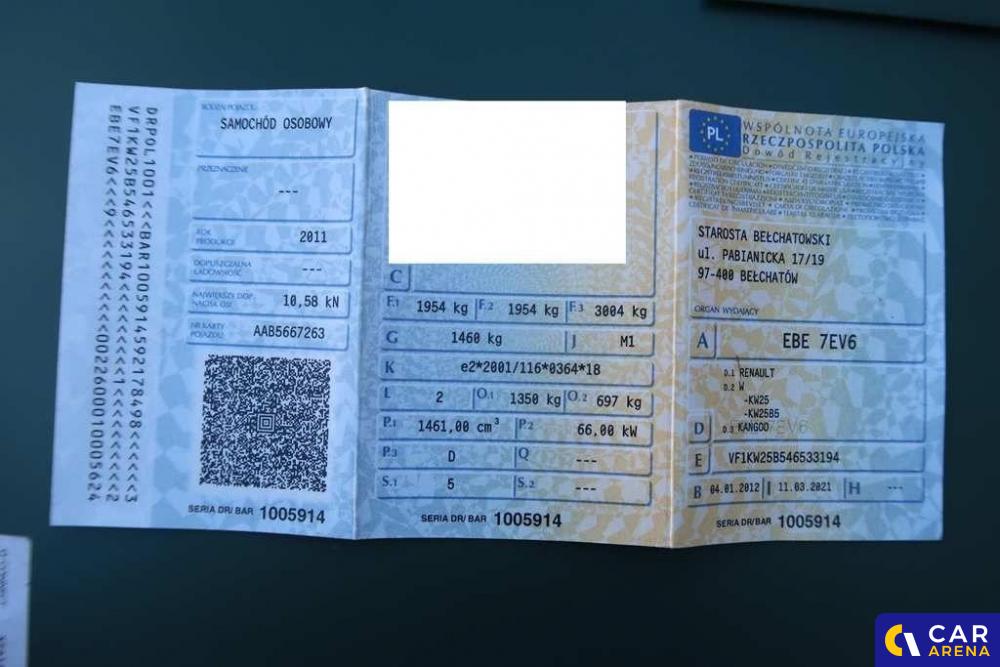 DRPOL1001<<BAR10059145921784​98<<<<<<3
VF1KW25B546533194<<<<<<<<1<<<<<<
EBE7EV6<<9<<<<<<<<<<<0022600010005624
RODZAJ POJAZDU
SAMOCHÓD OSOBOWY
PRZEZNACZENIE
---
ROK PRODUKCJI 2011
DOPUSZCZALNA ŁADOWNOŚĆ ---
NAJWIĘKSZY DOP. NACISK OSI 10,58 kN
NR KARTY POJAZDU AAB5667263
SERIA DR/BAR 1005914
C
F.1 1954 kg F.2 1954 kg F.3 3004 kg
G 1460 kg J M1
K e2*2001/116*0364*18
L 2 O.1 1350 kg O.2 697 kg
P.1 1461,00 cm³ P.2 66,00 kW
P.3 D Q ---
S.1 5 S.2 ---
SERIA DR/BAR 1005914
PL
WSPÓLNOTA EUROPEJSKA
RZECZPOSPOLITA POLSKA
Dowód Rejestracyjny
STAROSTA BEŁCHATOWSKI
ul. PABIANICKA 17/19
97-400 BEŁCHATÓW
ORGAN WYDAJĄCY
A EBE 7EV6
D.1 RENAULT
D.2 W
-KW25
-KW25B5
D D.3 KANGOO
E VF1KW25B546533194
B 04.01.2012 I 11.03.2021 H ---
SERIA DR/BAR 1005914
CAR
ARENA